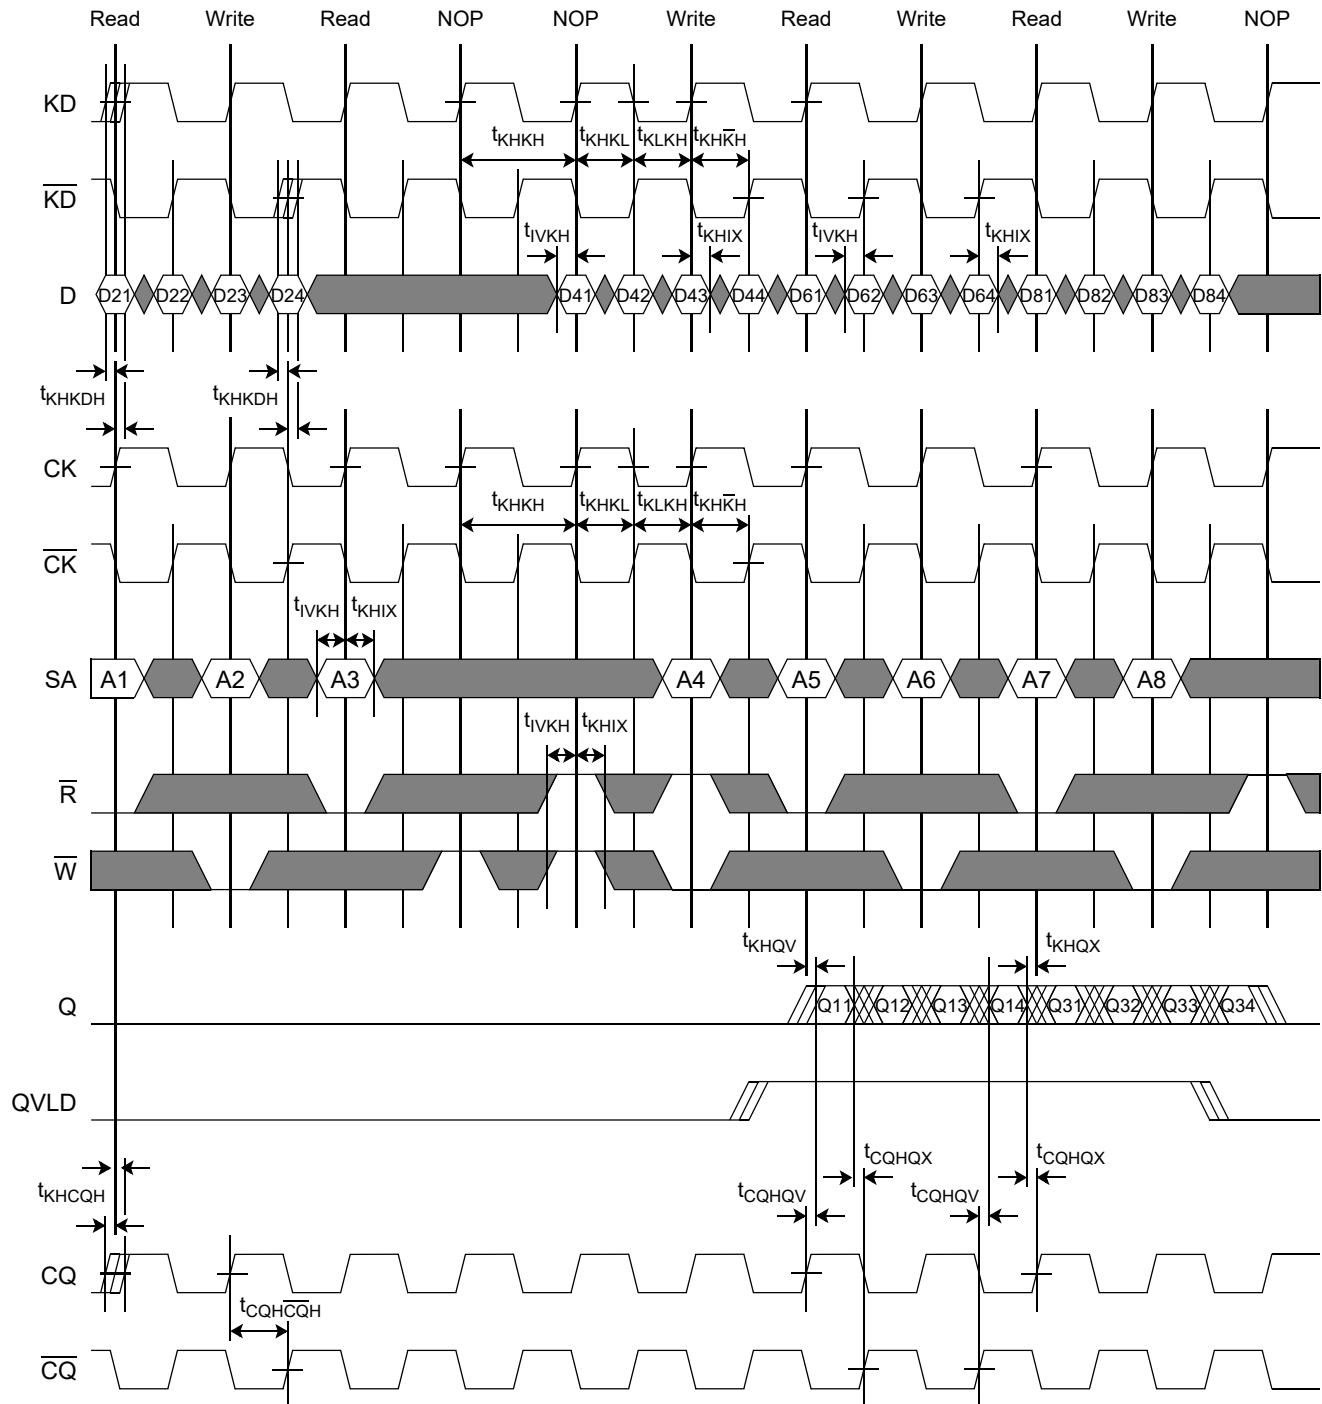 Read Write Read NOP NOP Write Read Write Read Write NOP
KD
tKHKH tKHKL tKLKH tKHK̅H
K̅D̅
tIVKH tKHIX tIVKH tKHIX
D D21 D22 D23 D24 D41 D42 D43 D44 D61 D62 D63 D64 D81 D82 D83 D84
tKHKDH tKHKDH
CK
tKHKH tKHKL tKLKH tKHK̅H
C̅K̅
tIVKH tKHIX
SA A1 A2 A3 A4 A5 A6 A7 A8
tIVKH tKHIX
R̅
W̅
tKHQV tKHQX
Q Q11 Q12 Q13 Q14 Q31 Q32 Q33 Q34
QVLD
tCQHQX tCQHQX
tKHCQH tCQHQV tCQHQV
CQ
tCQHC̅Q̅H
C̅Q̅